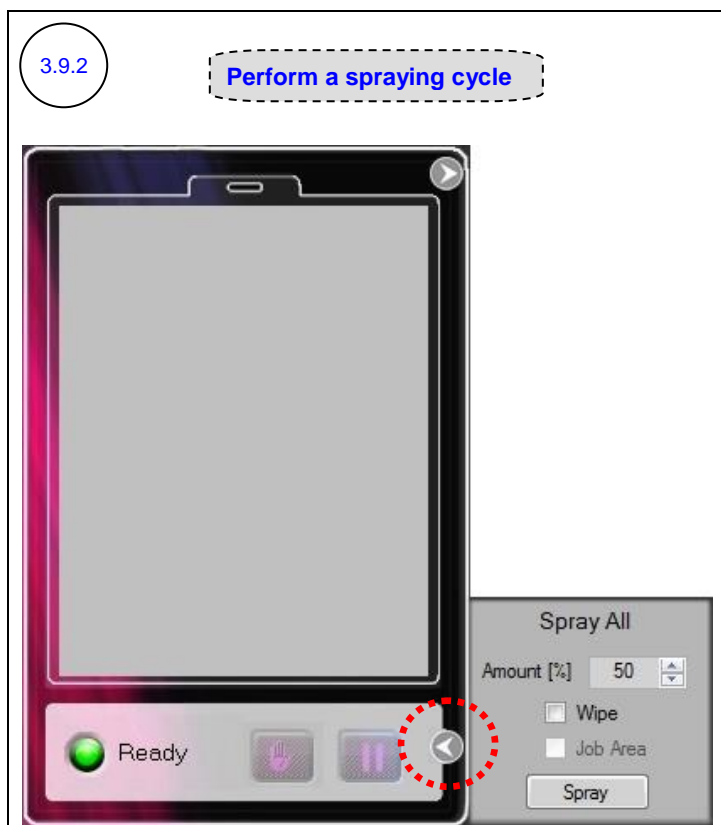 3.9.2
Perform a spraying cycle
Spray All
Amount [%] 50
Wipe
Ready
Job Area
Spray